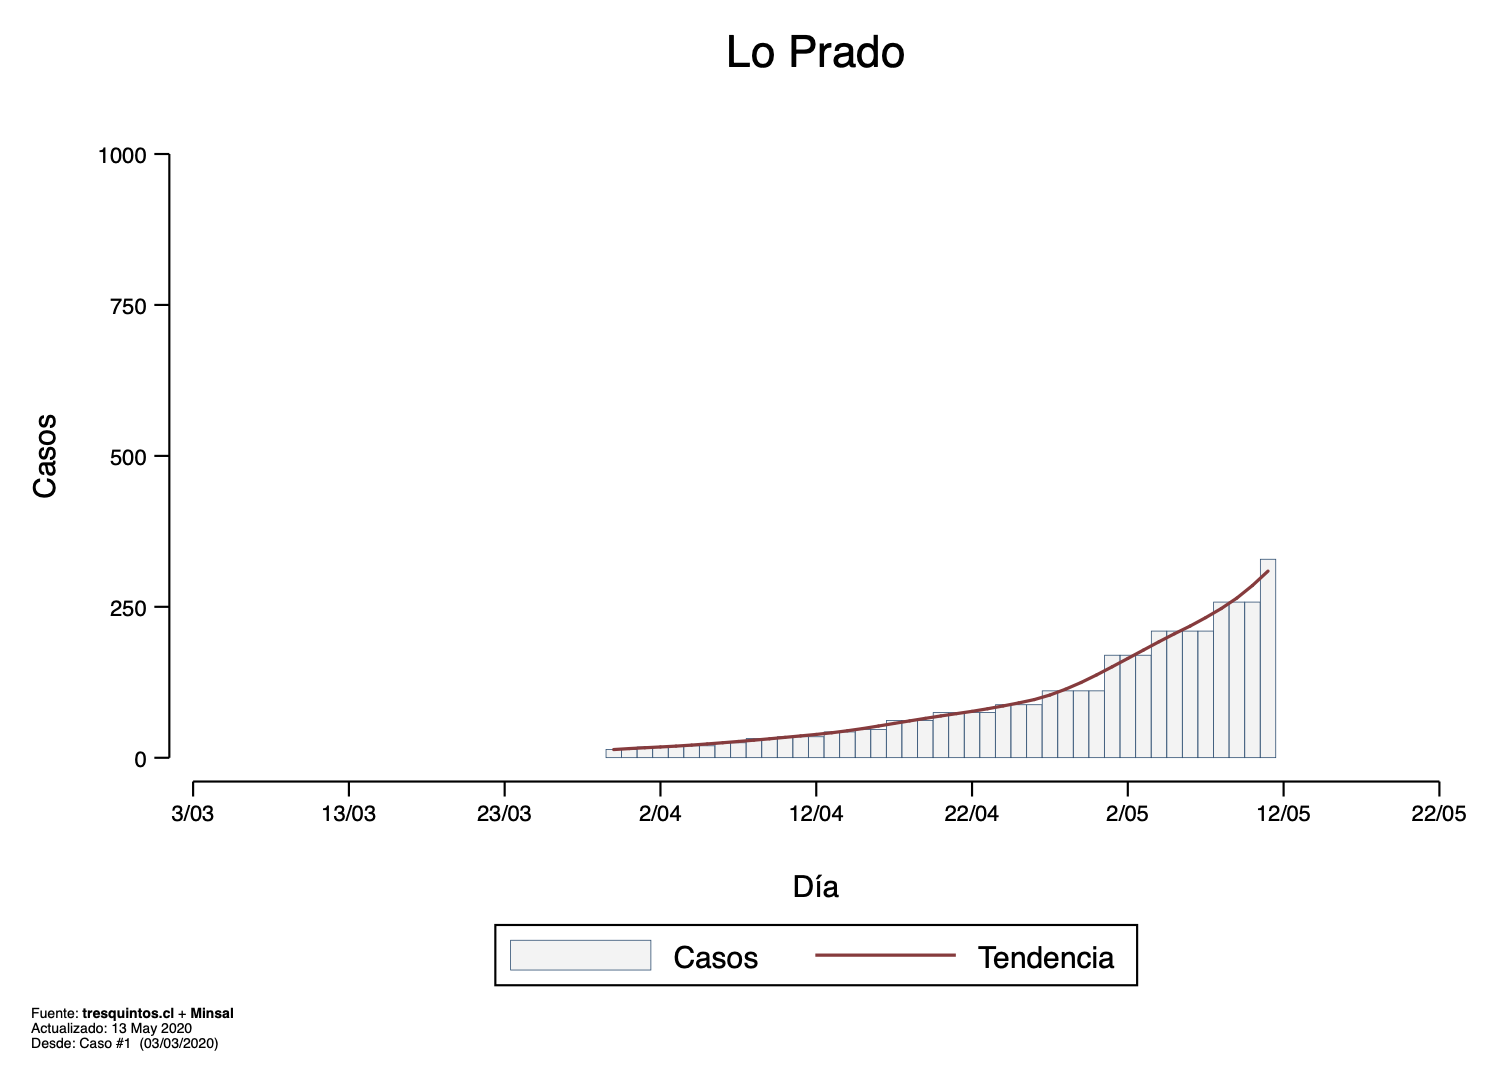 Lo Prado
1000
750
500
250
0
Casos
3/03 13/03 23/03 2/04 12/04 22/04 2/05 12/05 22/05
Día
Casos Tendencia
Fuente: tresquintos.cl + Minsal
Actualizado: 13 May 2020
Desde: Caso #1 (03/03/2020)